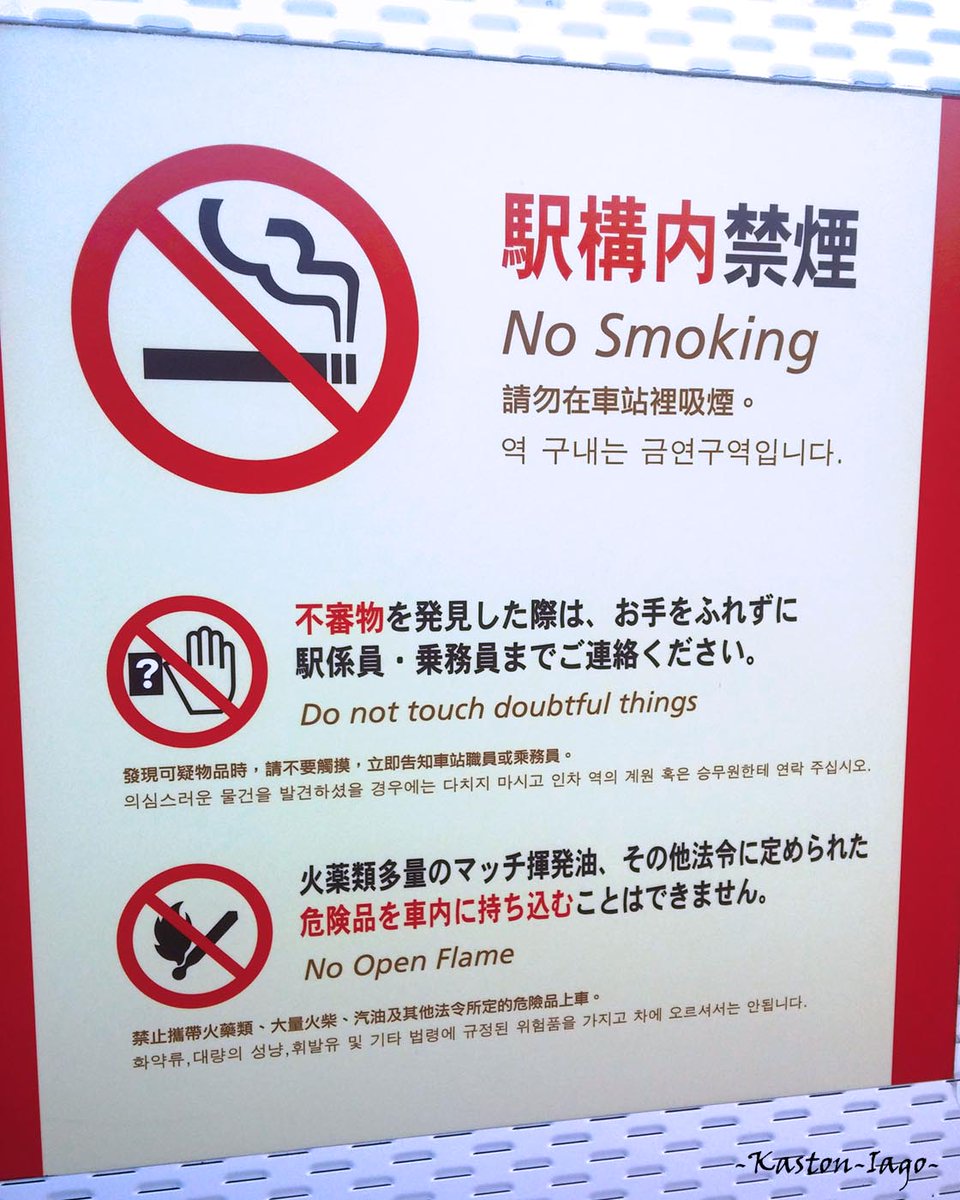 駅構内禁煙
No Smoking
請勿在車站裡吸煙。
역 구내는 금연구역입니다.
?
不審物を発見した際は、お手をふれずに
駅係員・乗務員までご連絡ください。
Do not touch doubtful things
發現可疑物品時，請不要觸摸，立即告知車站職員或乘務員。
의심스러운 물건을 발견하셨을 경우에는 다치지 마시고 인차 역의 계원 혹은 승무원한테 연락 주십시오.
火薬類多量のマッチ揮発油、その他法令に定められた
危険品を車内に持ち込むことはできません。
No Open Flame
禁止攜帶火藥類、大量火柴、汽油及其他法令所定的危險品上車。
화약류,대량의 성냥,휘발유 및 기타 법령에 규정된 위험품을 가지고 차에 오르셔서는 안됩니다.
-Kaston-Iago-